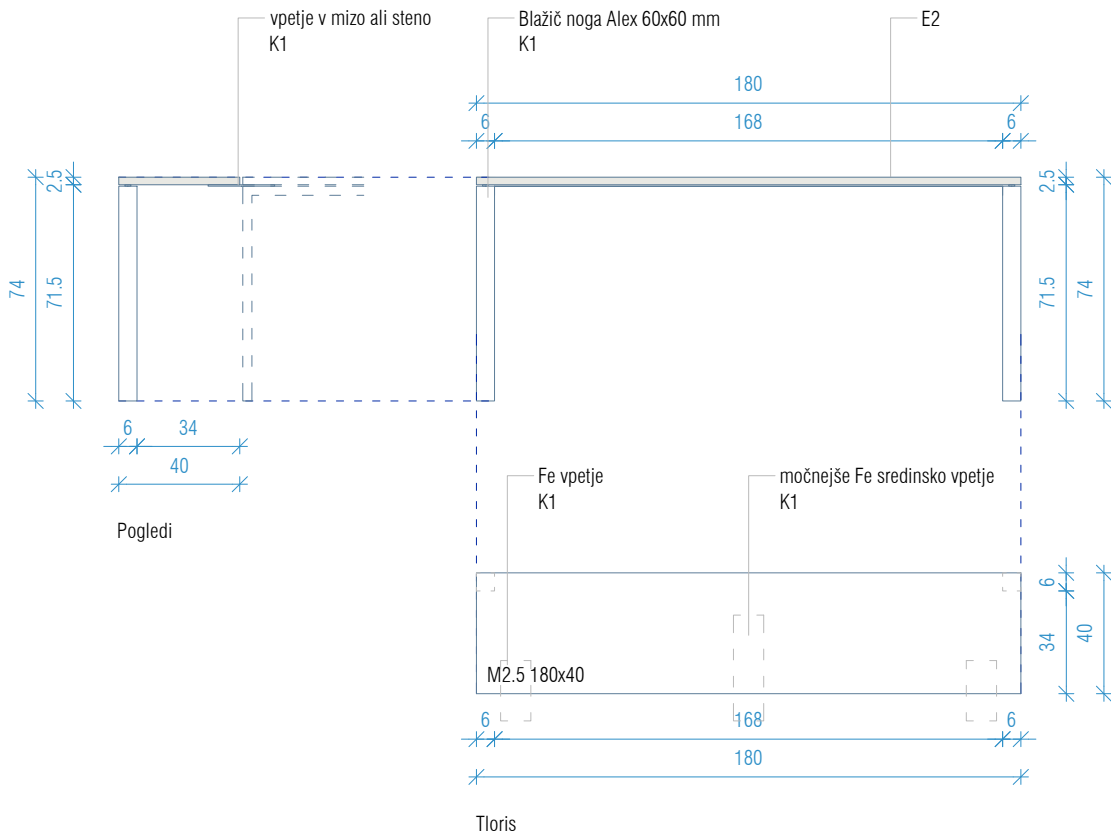 vpetje v mizo ali steno
K1
Blažič noga Alex 60x60 mm
K1
E2
180
6 168 6
2.5
74
71.5
2.5
71.5
74
6 34
40
Pogledi
Fe vpetje
K1
močnejše Fe sredinsko vpetje
K1
6
34
40
M2.5 180x40
6 168 6
180
Tloris